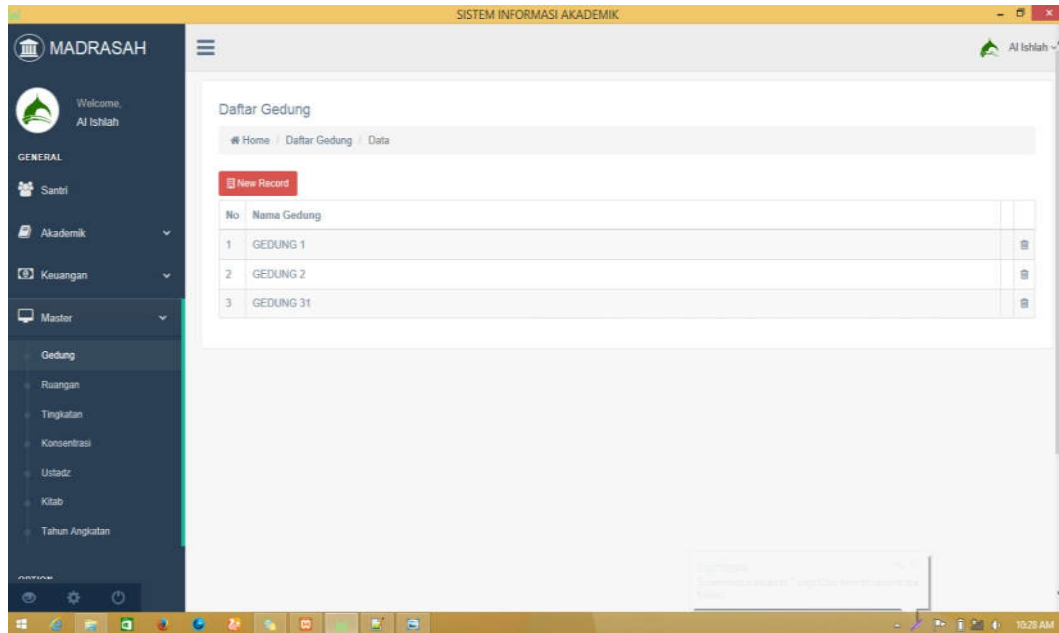 SISTEM INFORMASI AKADEMIK
MADRASAH
Al Ishlah
Welcome,
Al Ishlah
GENERAL
Santri
Akademik
Keuangan
Master
Gedung
Ruangan
Tingkatan
Konsentrasi
Ustadz
Kitab
Tahun Angkatan
OPTION
Daftar Gedung
Home / Daftar Gedung / Data
New Record
No Nama Gedung
1 GEDUNG 1
2 GEDUNG 2
3 GEDUNG 31
10:28 AM